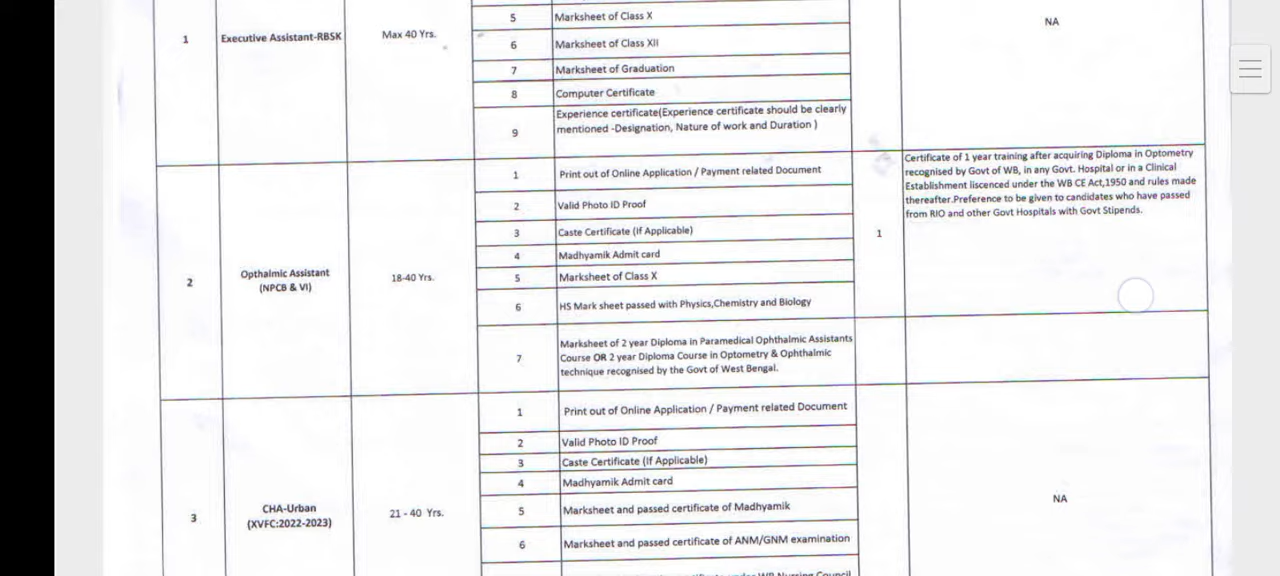 1
Executive Assistant-RBSK
Max 40 Yrs.
5 Marksheet of Class X
6 Marksheet of Class XII
7 Marksheet of Graduation
8 Computer Certificate
9 Experience certificate(Experience certificate should be clearly
mentioned -Designation, Nature of work and Duration )
NA
2
Opthalmic Assistant
(NPCB & VI)
18-40 Yrs.
1 Print out of Online Application / Payment related Document
2 Valid Photo ID Proof
3 Caste Certificate (If Applicable)
4 Madhyamik Admit card
5 Marksheet of Class X
6 HS Mark sheet passed with Physics,Chemistry and Biology
7 Marksheet of 2 year Diploma in Paramedical Ophthalmic Assistants
Course OR 2 year Diploma Course in Optometry & Ophthalmic
technique recognised by the Govt of West Bengal.
1
Certificate of 1 year training after acquiring Diploma in Optometry
recognised by Govt of WB, in any Govt. Hospital or in a Clinical
Establishment liscenced under the WB CE Act,1950 and rules made
thereafter.Preference to be given to candidates who have passed
from RIO and other Govt Hospitals with Govt Stipends.
3
CHA-Urban
(XVFC:2022-2023)
21 - 40 Yrs.
1 Print out of Online Application / Payment related Document
2 Valid Photo ID Proof
3 Caste Certificate (If Applicable)
4 Madhyamik Admit card
5 Marksheet and passed certificate of Madhyamik
6 Marksheet and passed certificate of ANM/GNM examination
WB Nursing Council
NA